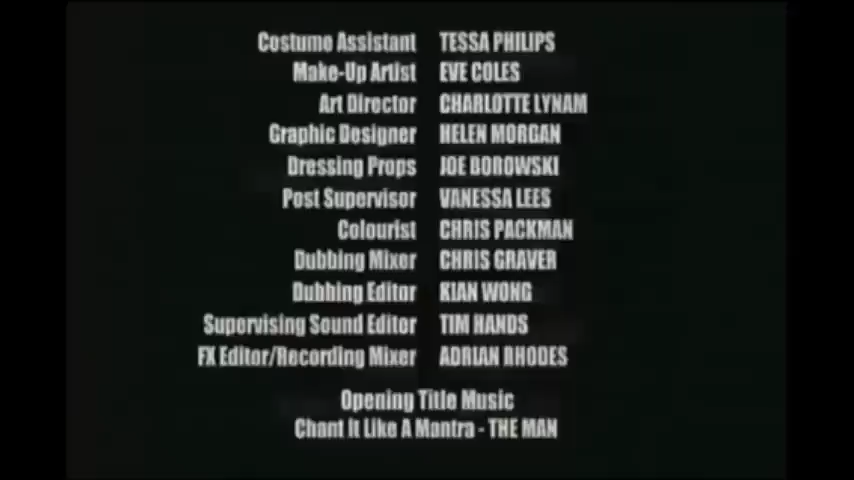 Costume Assistant TESSA PHILIPS
Make-Up Artist EVE COLES
Art Director CHARLOTTE LYNAM
Graphic Designer HELEN MORGAN
Dressing Props JOE BOROWSKI
Post Supervisor VANESSA LEES
Colourist CHRIS PACKMAN
Dubbing Mixer CHRIS GRAVER
Dubbing Editor KIAN WONG
Supervising Sound Editor TIM HANDS
FX Editor/Recording Mixer ADRIAN RHODES
Opening Title Music
Chant It Like A Mantra - THE MAN